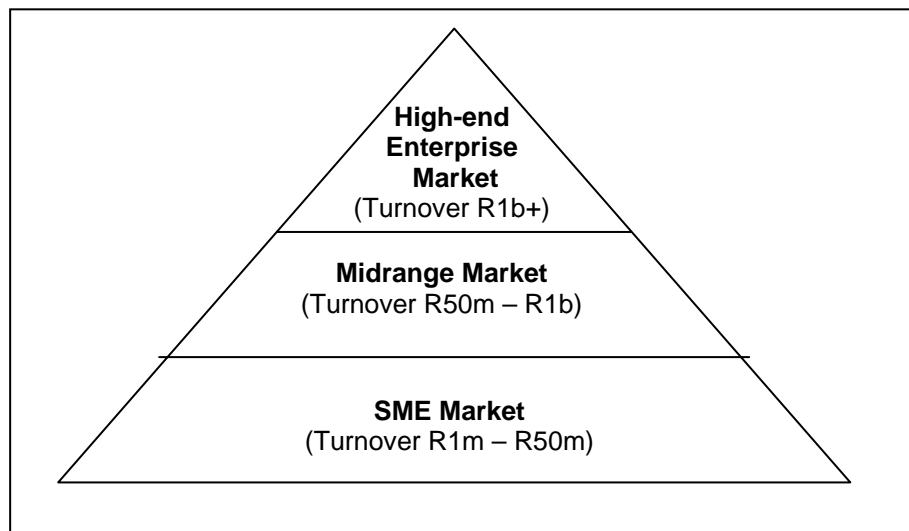 High-end
Enterprise
Market
(Turnover R1b+)
Midrange Market
(Turnover R50m – R1b)
SME Market
(Turnover R1m – R50m)